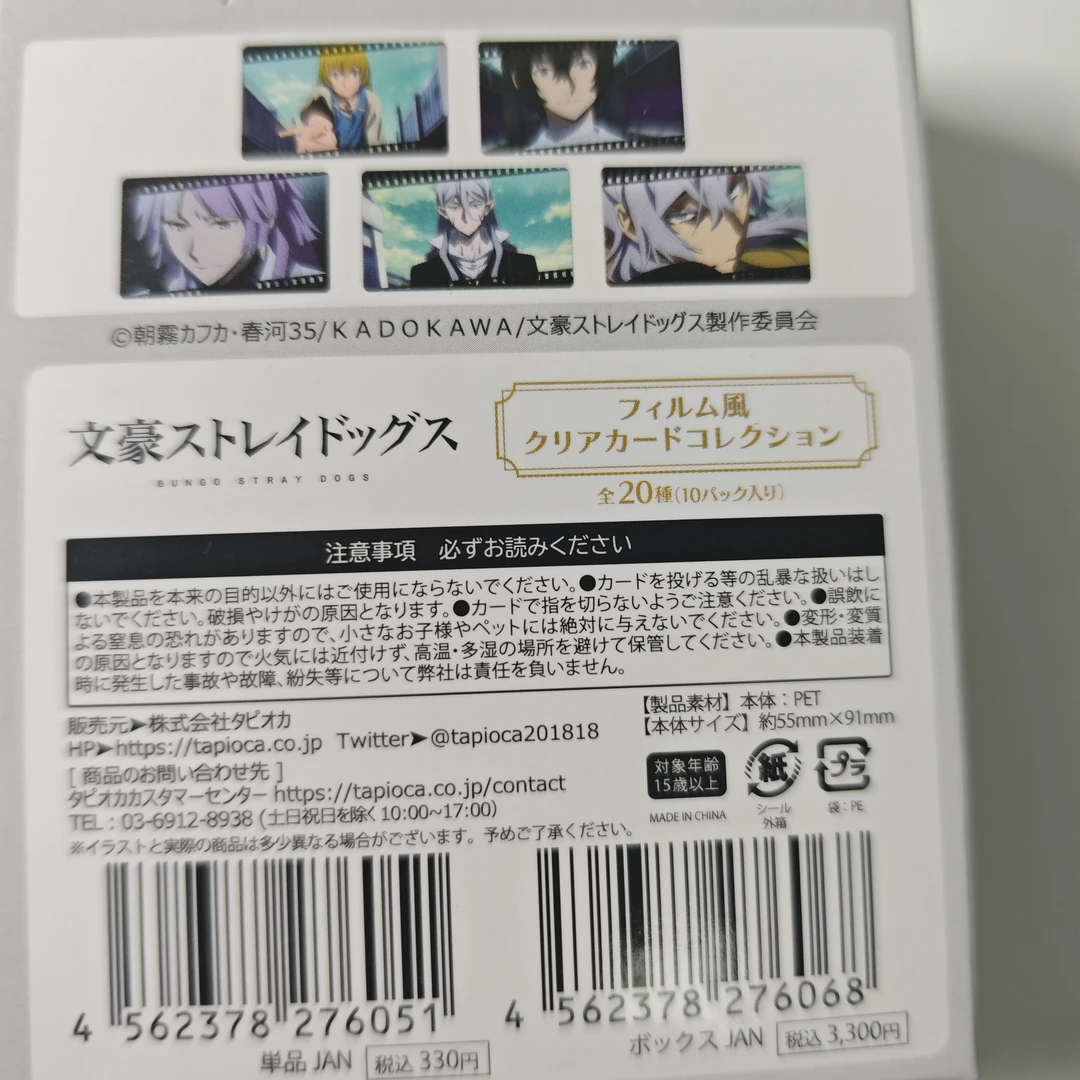 ©朝霧カフカ・春河35/KADOKAWA/文豪ストレイドッグス製作委員会
文豪ストレイドッグス
BUNGO STRAY DOGS
フィルム風
クリアカードコレクション
全20種(10パック入り)
注意事項　必ずお読みください
●本製品を本来の目的以外にはご使用にならないでください。●カードを投げる等の乱暴な扱いはし
ないでください。破損やけがの原因となります。●カードで指を切らないようご注意ください。●誤飲に
よる窒息の恐れがありますので、小さなお子様やペットには絶対に与えないでください。●変形・変質
の原因となりますので火気には近付けず、高温・多湿の場所を避けて保管してください。●本製品装着
時に発生した事故や故障、紛失等について弊社は責任を負いません。
販売元➤株式会社タピオカ
HP➤https://tapioca.co.jp Twitter➤@tapioca201818
[ 商品のお問い合わせ先 ]
タピオカカスタマーセンター https://tapioca.co.jp/contact
TEL：03-6912-8938 (土日祝日を除く10:00～17:00)
※イラストと実際の商品は多少異なる場合がございます。予めご了承ください。
【製品素材】本体：PET
【本体サイズ】約55mm×91mm
対象年齢
15歳以上
MADE IN CHINA
紙
シール
外箱
プラ
袋：PE
4 562378 276051
単品 JAN 税込 330円
4 562378 276068
ボックス JAN 税込 3,300円